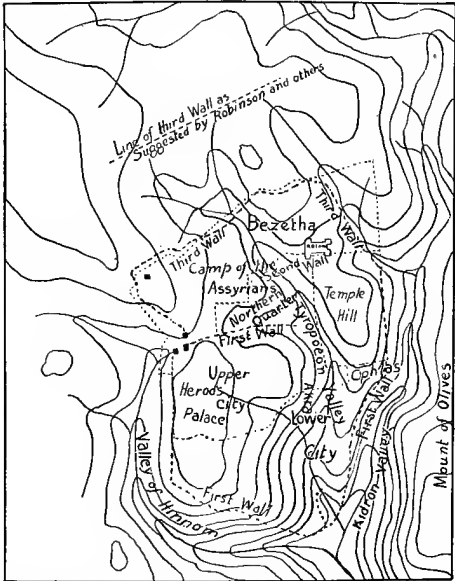 Line of third Wall as
Suggested by Robinson and others
Third Wall
Bezetha
Third Wall
Camp of the
Assyrians
Second Wall
Northern
Quarter
First Wall
Tyropoeon
Valley
Temple
Hill
Ophlas
Upper
Herods
City
Palace
Akra
Lower
City
First Wall as
First Wall
Valley of Hinnom
Kidron Valley
Mount of Olives